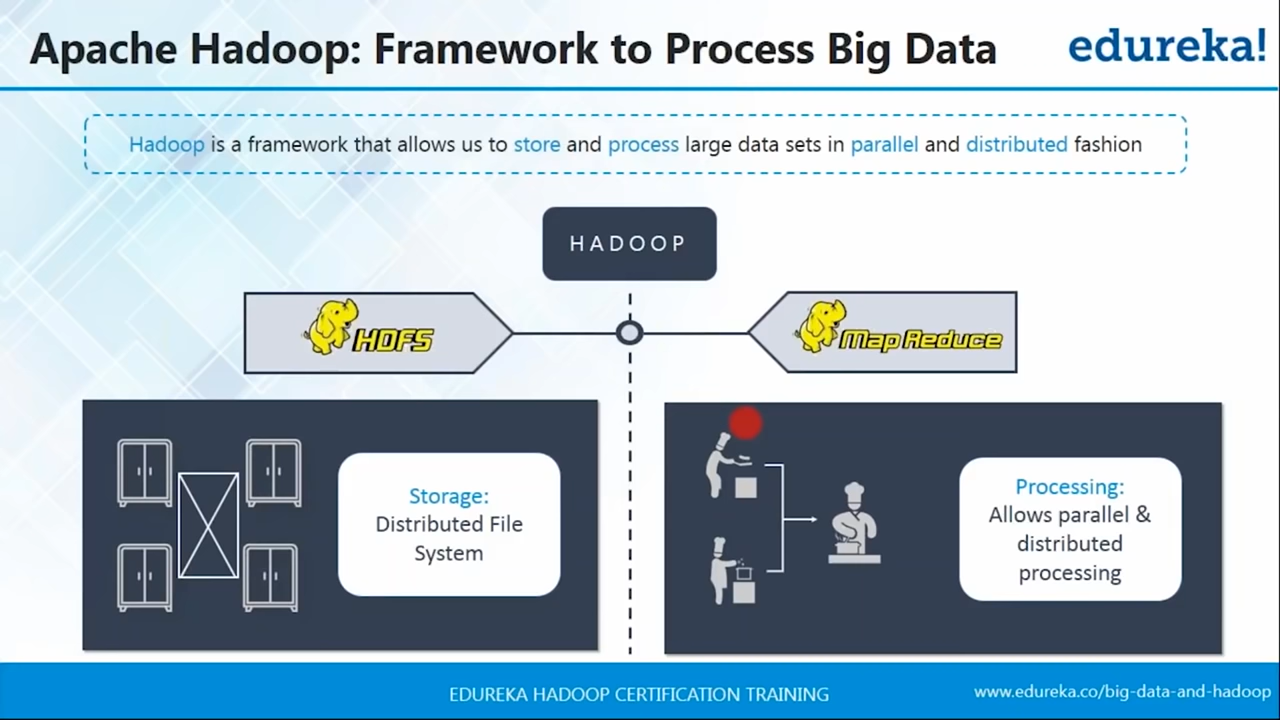 Apache Hadoop: Framework to Process Big Data
edureka!
Hadoop is a framework that allows us to store and process large data sets in parallel and distributed fashion
HADOOP
HDFS
Map Reduce
Storage:
Distributed File
System
Processing:
Allows parallel &
distributed
processing
EDUREKA HADOOP CERTIFICATION TRAINING
www.edureka.co/big-data-and-hadoop